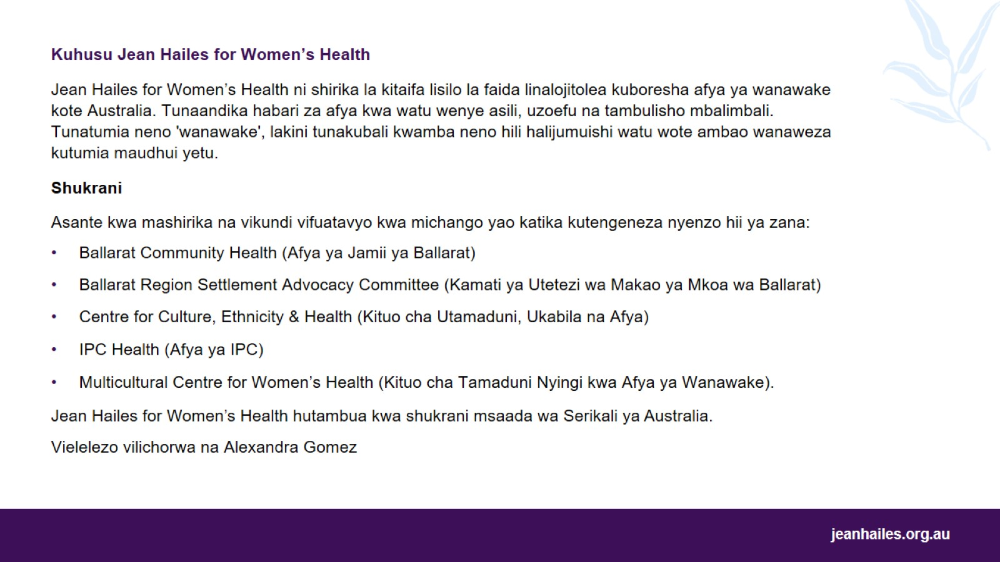 Kuhusu Jean Hailes for Women’s Health
Jean Hailes for Women’s Health ni shirika la kitaifa lisilo la faida linalojitolea kuboresha afya ya wanawake
kote Australia. Tunaandika habari za afya kwa watu wenye asili, uzoefu na tambulisho mbalimbali.
Tunatumia neno 'wanawake', lakini tunakubali kwamba neno hili halijumuishi watu wote ambao wanaweza
kutumia maudhui yetu.
Shukrani
Asante kwa mashirika na vikundi vifuatavyo kwa michango yao katika kutengeneza nyenzo hii ya zana:
• Ballarat Community Health (Afya ya Jamii ya Ballarat)
• Ballarat Region Settlement Advocacy Committee (Kamati ya Utetezi wa Makao ya Mkoa wa Ballarat)
• Centre for Culture, Ethnicity & Health (Kituo cha Utamaduni, Ukabila na Afya)
• IPC Health (Afya ya IPC)
• Multicultural Centre for Women’s Health (Kituo cha Tamaduni Nyingi kwa Afya ya Wanawake).
Jean Hailes for Women’s Health hutambua kwa shukrani msaada wa Serikali ya Australia.
Vielelezo vilichorwa na Alexandra Gomez
jeanhailes.org.au